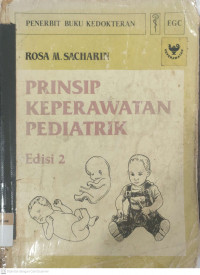 PENERBIT BUKU KEDOKTERAN
EGC
ROSA M. SACHARIN
PRINSIP
KEPERAWATAN
PEDIATRIK
Edisi 2